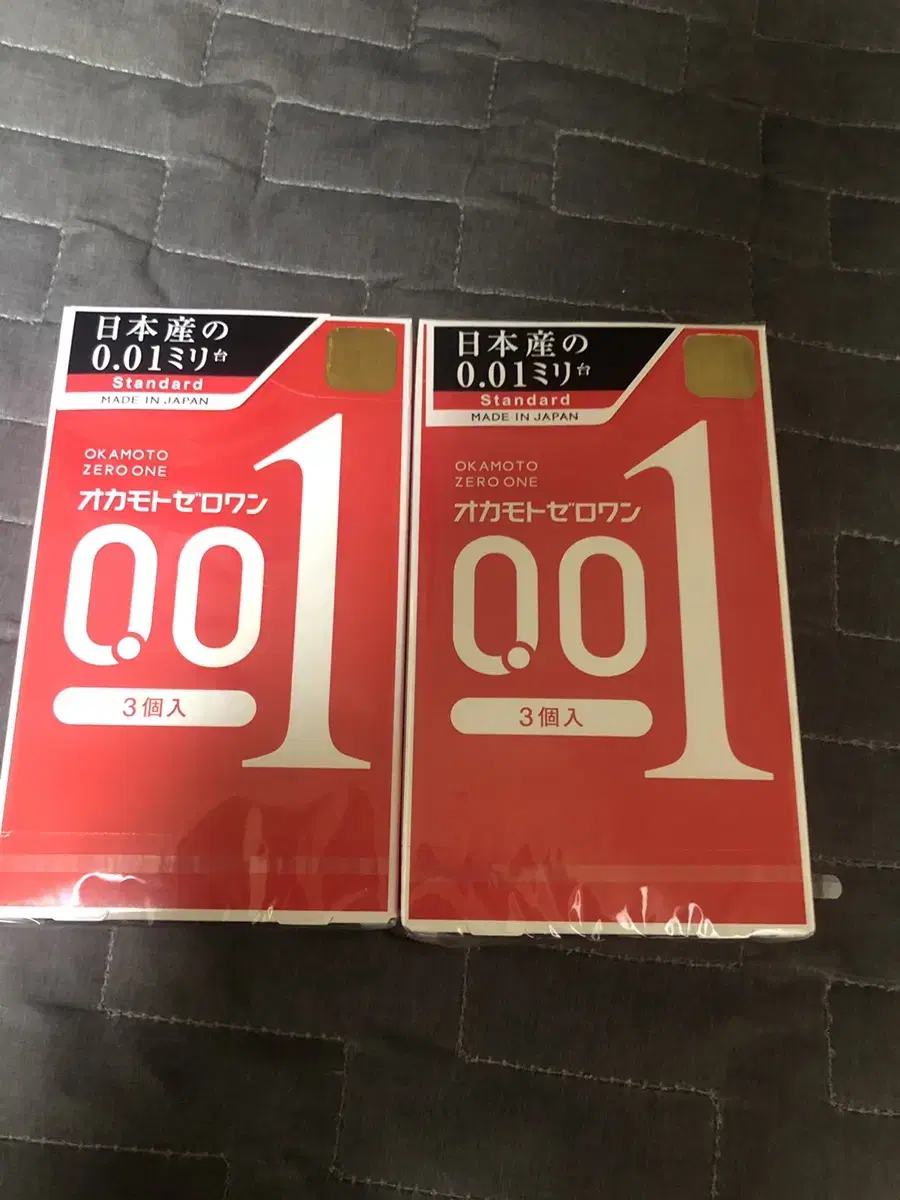 日本産の
0.01ミリ台
Standard
MADE IN JAPAN
OKAMOTO
ZERO ONE
オカモトゼロワン
0.01
3個入
日本産の
0.01ミリ台
Standard
MADE IN JAPAN
OKAMOTO
ZERO ONE
オカモトゼロワン
0.01
3個入